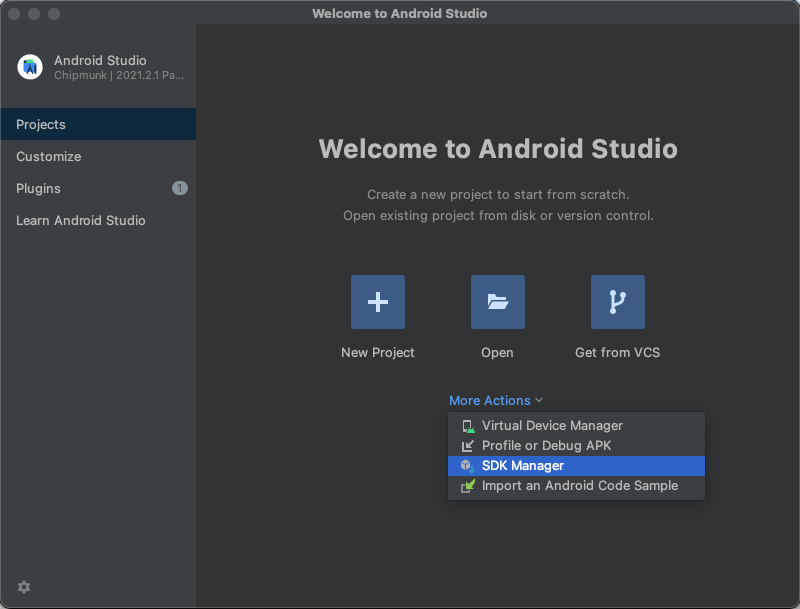 Welcome to Android Studio
Android Studio
Chipmunk | 2021.2.1 Pa...
Projects
Customize
Plugins
1
Learn Android Studio
Welcome to Android Studio
Create a new project to start from scratch.
Open existing project from disk or version control.
New Project
Open
Get from VCS
More Actions
Virtual Device Manager
Profile or Debug APK
SDK Manager
Import an Android Code Sample